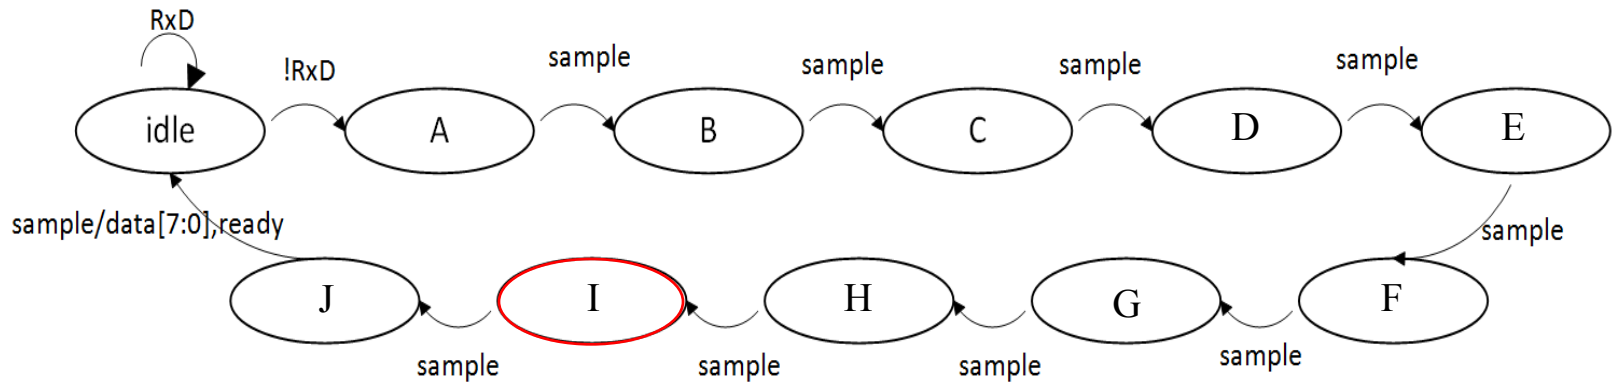 RxD
!RxD
sample
sample
sample
sample
idle
A
B
C
D
E
sample/data[7:0],ready
sample
J
I
H
G
F
sample
sample
sample
sample